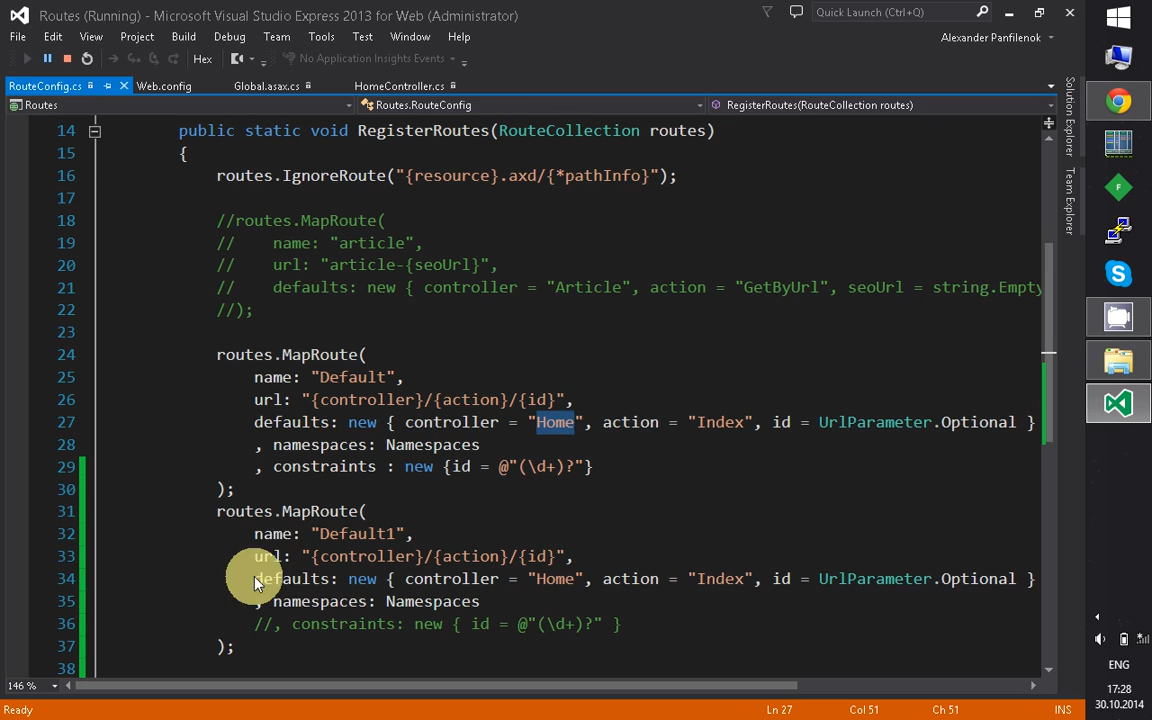 Routes (Running) - Microsoft Visual Studio Express 2013 for Web (Administrator)
Quick Launch (Ctrl+Q)
File Edit View Project Build Debug Team Tools Test Window Help
Alexander Panfilenok
Hex
No Application Insights Events
RouteConfig.cs Web.config Global.asax.cs HomeController.cs
Routes Routes.RouteConfig RegisterRoutes(RouteCollection routes)
Solution Explorer
Team Explorer
14 public static void RegisterRoutes(RouteCollection routes)
15 {
16 routes.IgnoreRoute("{resource}.axd/{*pathInfo}");
17
18 //routes.MapRoute(
19 // name: "article",
20 // url: "article-{seoUrl}",
21 // defaults: new { controller = "Article", action = "GetByUrl", seoUrl = string.Empty
22 //);
23
24 routes.MapRoute(
25 name: "Default",
26 url: "{controller}/{action}/{id}",
27 defaults: new { controller = "Home", action = "Index", id = UrlParameter.Optional }
28 , namespaces: Namespaces
29 , constraints : new {id = @"(\d+)?"}
30 );
31 routes.MapRoute(
32 name: "Default1",
33 url: "{controller}/{action}/{id}",
34 defaults: new { controller = "Home", action = "Index", id = UrlParameter.Optional }
35 , namespaces: Namespaces
36 //, constraints: new { id = @"(\d+)?" }
37 );
38
146 %
Ready Ln 27 Col 51 Ch 51 INS
ENG
17:28
30.10.2014